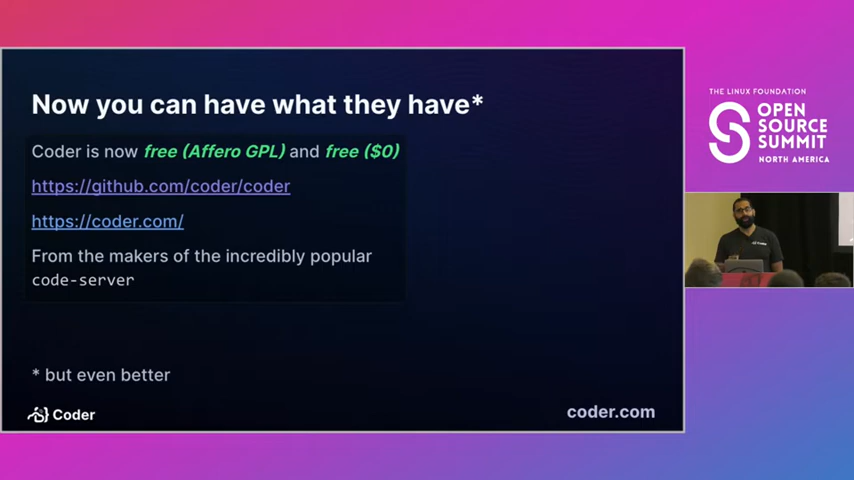 Now you can have what they have*
Coder is now free (Affero GPL) and free ($0)
https://github.com/coder/coder
https://coder.com/
From the makers of the incredibly popular
code-server
* but even better
Coder
coder.com
THE LINUX FOUNDATION
OPEN
SOURCE
SUMMIT
NORTH AMERICA
Coder